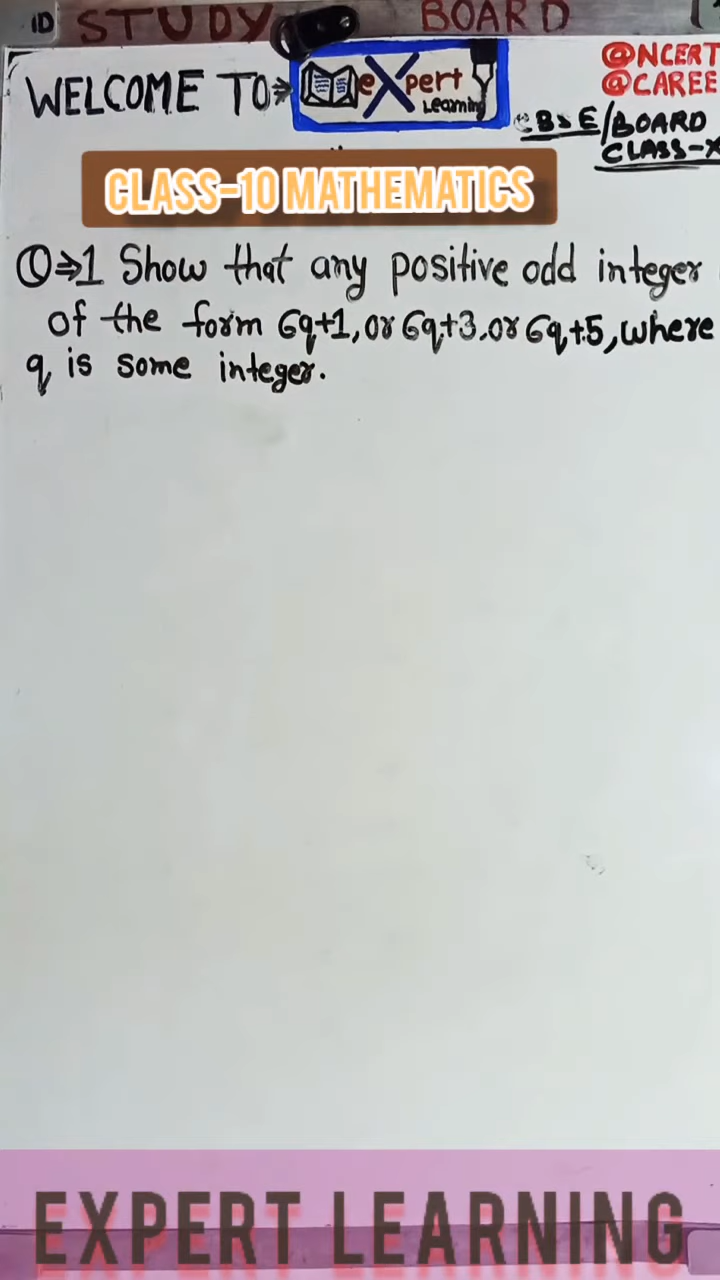 STUDY BOARD
WELCOME TO⇒ eXpert Learning
@NCERT
@CAREE
CBSE/BOARD
CLASS-X
CLASS-10 MATHEMATICS
Q⇒1 Show that any positive odd integer
of the form 6q+1, or 6q+3, or 6q+5, where
q is some integer.
EXPERT LEARNING